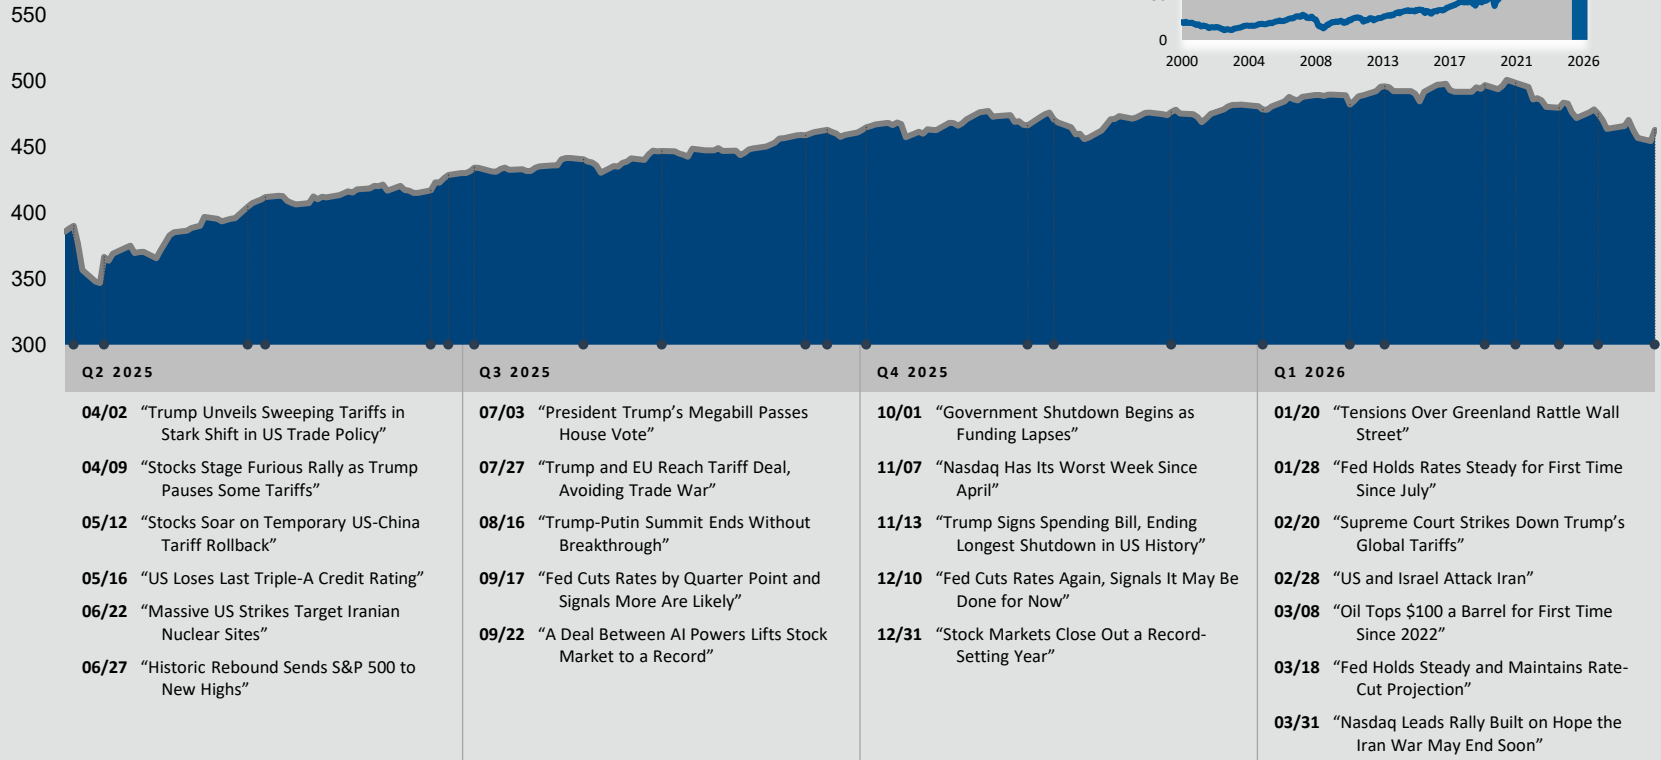 550
500
450
400
350
300
0
2000 2004 2008 2013 2017 2021 2026
Q2 2025
04/02 “Trump Unveils Sweeping Tariffs in
Stark Shift in US Trade Policy”
04/09 “Stocks Stage Furious Rally as Trump
Pauses Some Tariffs”
05/12 “Stocks Soar on Temporary US-China
Tariff Rollback”
05/16 “US Loses Last Triple-A Credit Rating”
06/22 “Massive US Strikes Target Iranian
Nuclear Sites”
06/27 “Historic Rebound Sends S&P 500 to
New Highs”
Q3 2025
07/03 “President Trump’s Megabill Passes
House Vote”
07/27 “Trump and EU Reach Tariff Deal,
Avoiding Trade War”
08/16 “Trump-Putin Summit Ends Without
Breakthrough”
09/17 “Fed Cuts Rates by Quarter Point and
Signals More Are Likely”
09/22 “A Deal Between AI Powers Lifts Stock
Market to a Record”
Q4 2025
10/01 “Government Shutdown Begins as
Funding Lapses”
11/07 “Nasdaq Has Its Worst Week Since
April”
11/13 “Trump Signs Spending Bill, Ending
Longest Shutdown in US History”
12/10 “Fed Cuts Rates Again, Signals It May Be
Done for Now”
12/31 “Stock Markets Close Out a Record-
Setting Year”
Q1 2026
01/20 “Tensions Over Greenland Rattle Wall
Street”
01/28 “Fed Holds Rates Steady for First Time
Since July”
02/20 “Supreme Court Strikes Down Trump’s
Global Tariffs”
02/28 “US and Israel Attack Iran”
03/08 “Oil Tops $100 a Barrel for First Time
Since 2022”
03/18 “Fed Holds Steady and Maintains Rate-
Cut Projection”
03/31 “Nasdaq Leads Rally Built on Hope the
Iran War May End Soon”